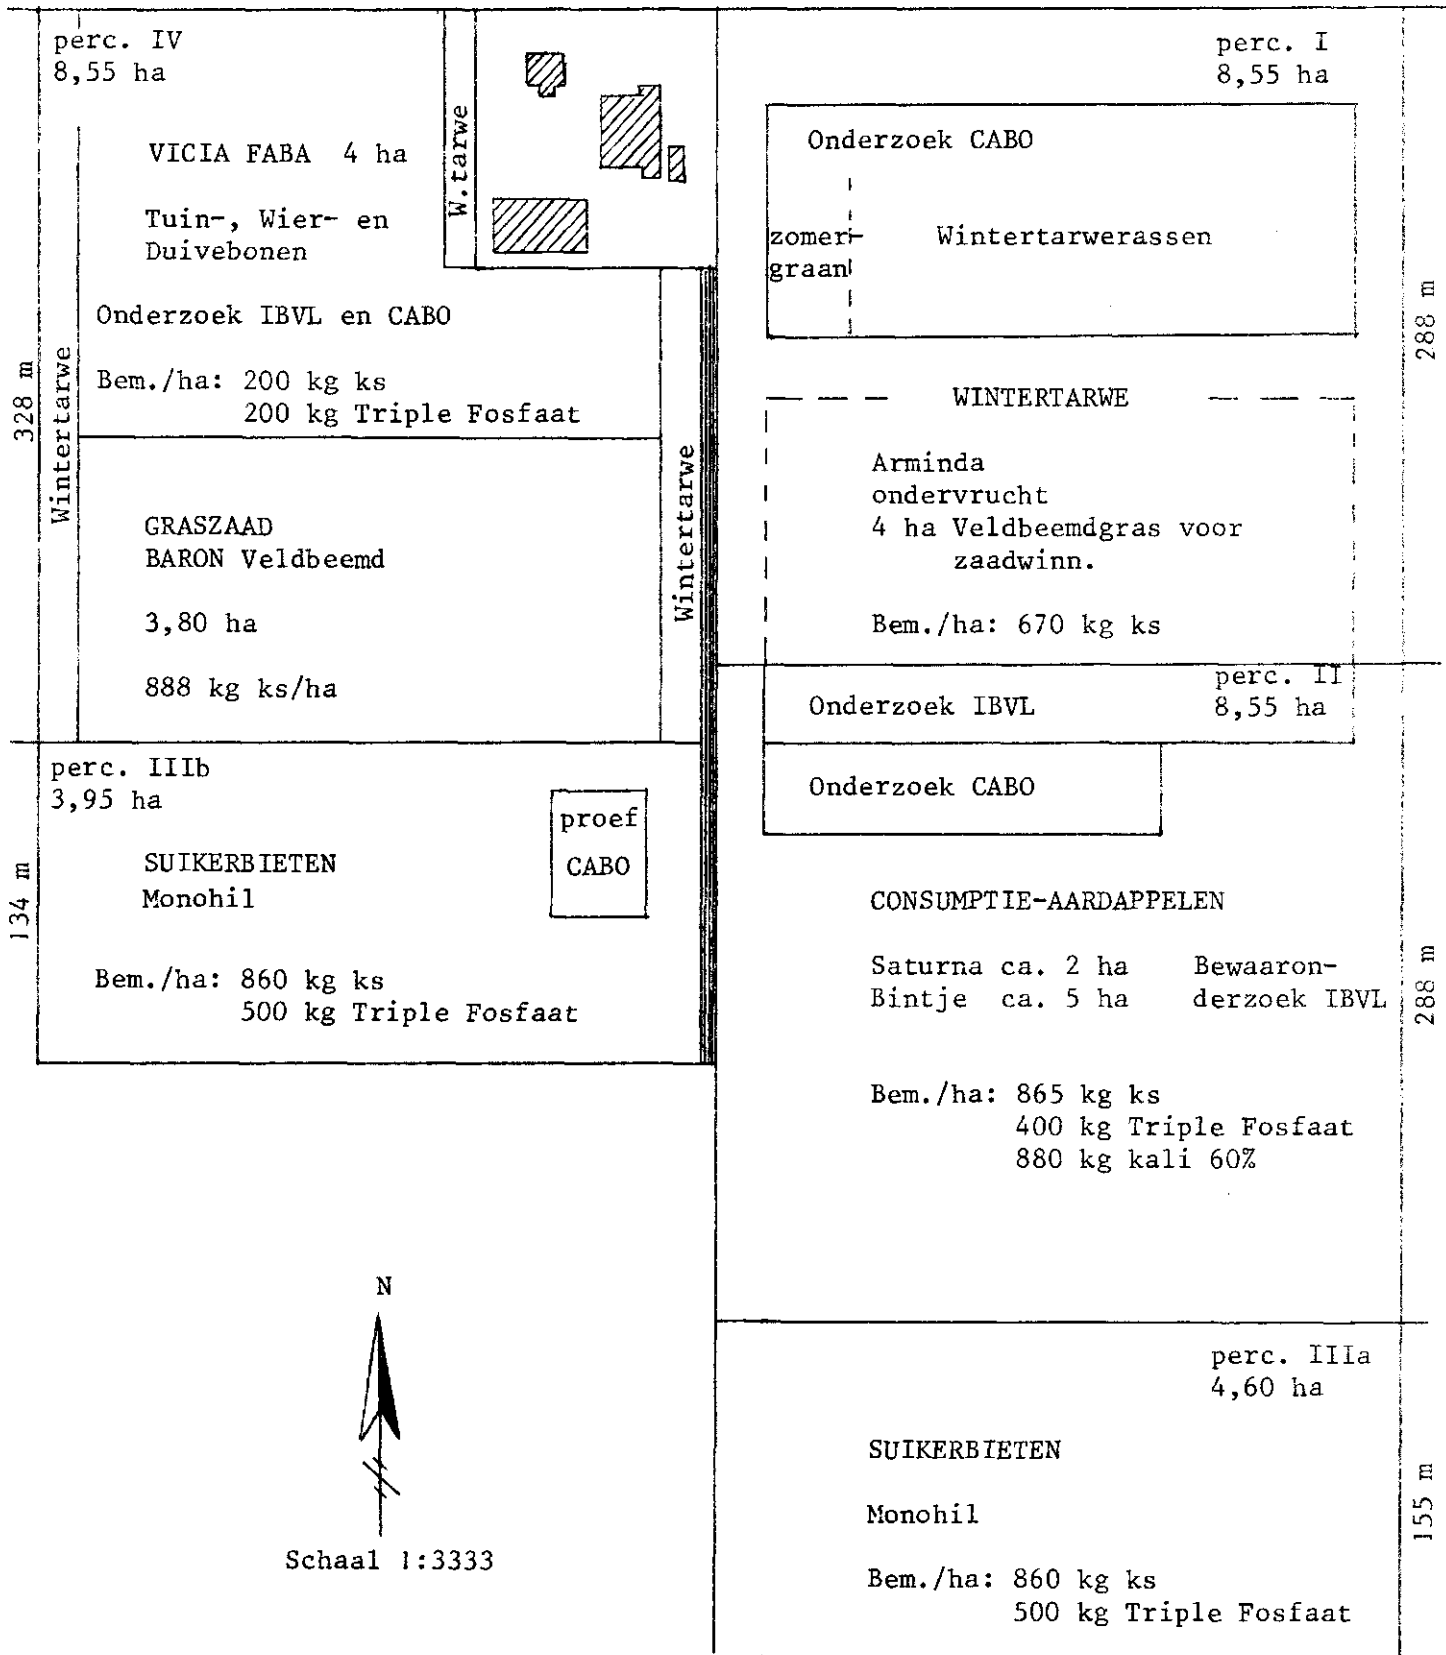 perc. IV
8,55 ha
VICIA FABA 4 ha
Tuin-, Wier- en
Duivebonen
Onderzoek IBVL en CABO
Bem./ha: 200 kg ks
200 kg Triple Fosfaat
W.tarwe
328 m
Wintertarwe
GRASZAAD
BARON Veldbeemd
3,80 ha
888 kg ks/ha
Wintertarwe
perc. IIIb
3,95 ha
SUIKERBIETEN
Monohil
proef
CABO
134 m
Bem./ha: 860 kg ks
500 kg Triple Fosfaat
N
Schaal 1:3333
perc. I
8,55 ha
Onderzoek CABO
zomer-
graan
Wintertarwerassen
288 m
WINTERTARWE
Arminda
ondervrucht
4 ha Veldbeemdgras voor
zaadwinn.
Bem./ha: 670 kg ks
perc. II
8,55 ha
Onderzoek IBVL
Onderzoek CABO
CONSUMPTIE-AARDAPPELEN
Saturna ca. 2 ha Bewaaron-
Bintje ca. 5 ha derzoek IBVL
288 m
Bem./ha: 865 kg ks
400 kg Triple Fosfaat
880 kg kali 60%
perc. IIIa
4,60 ha
SUIKERBIETEN
Monohil
155 m
Bem./ha: 860 kg ks
500 kg Triple Fosfaat